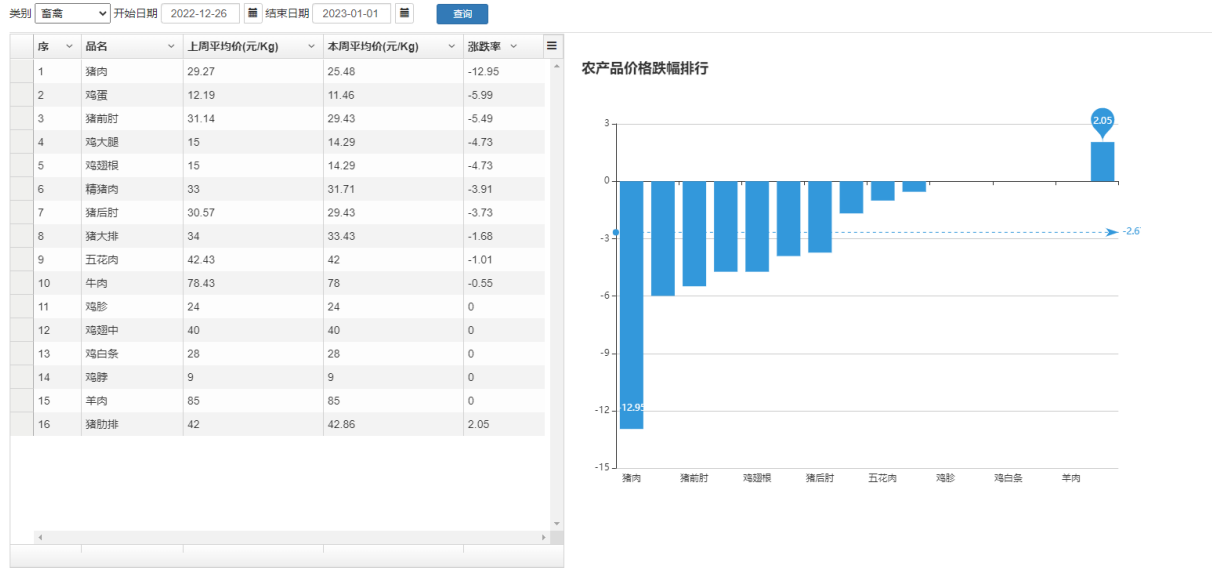 类别 畜禽 开始日期 2022-12-26 结束日期 2023-01-01 查询
序 品名 上周平均价(元/Kg) 本周平均价(元/Kg) 涨跌率
1 猪肉 29.27 25.48 -12.95
2 鸡蛋 12.19 11.46 -5.99
3 猪前肘 31.14 29.43 -5.49
4 鸡大腿 15 14.29 -4.73
5 鸡翅根 15 14.29 -4.73
6 精猪肉 33 31.71 -3.91
7 猪后肘 30.57 29.43 -3.73
8 猪大排 34 33.43 -1.68
9 五花肉 42.43 42 -1.01
10 牛肉 78.43 78 -0.55
11 鸡胗 24 24 0
12 鸡翅中 40 40 0
13 鸡白条 28 28 0
14 鸡脖 9 9 0
15 羊肉 85 85 0
16 猪肋排 42 42.86 2.05
农产品价格跌幅排行
2.05
3
0
-2.6
-3
-6
-9
-12
-12.95
-15
猪肉 猪前肘 鸡翅根 猪后肘 五花肉 鸡胗 鸡白条 羊肉